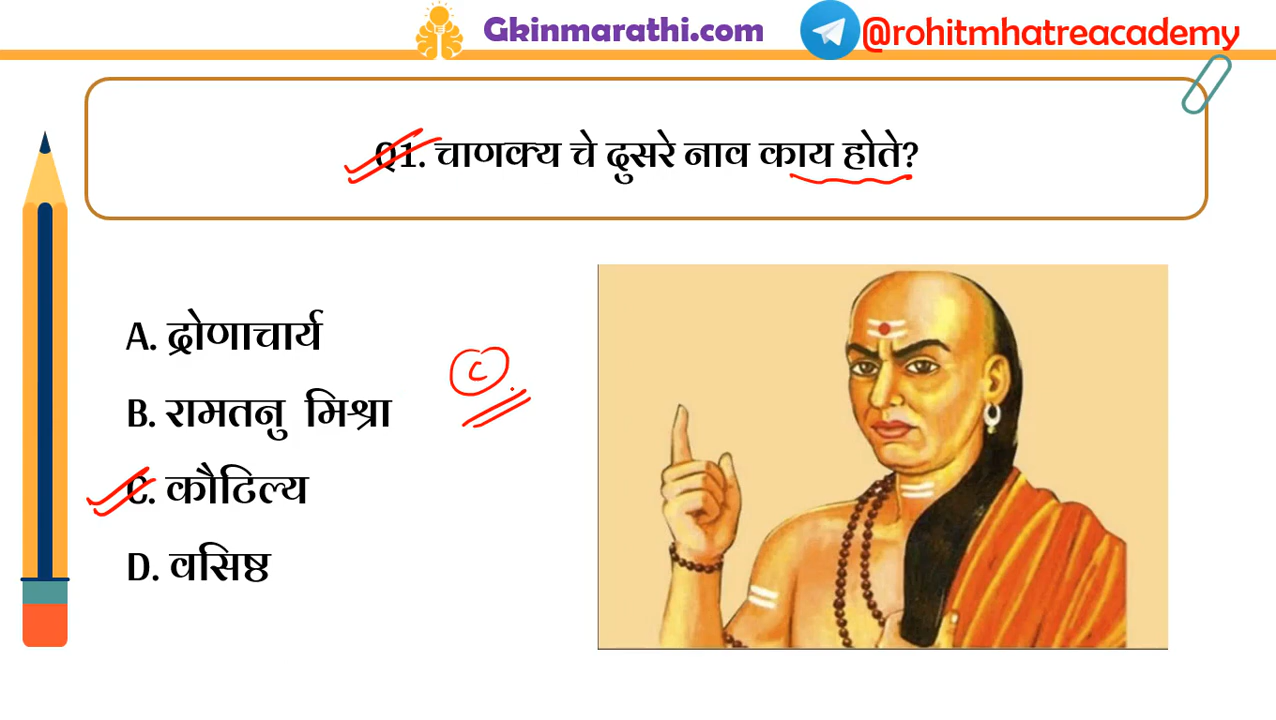 Gkinmarathi.com
@rohitmhatreacademy
Q1. चाणक्य चे दुसरे नाव काय होते?
A. द्रोणाचार्य
B. रामतनु मिश्रा
C
C. कौटिल्य
D. वसिष्ठ